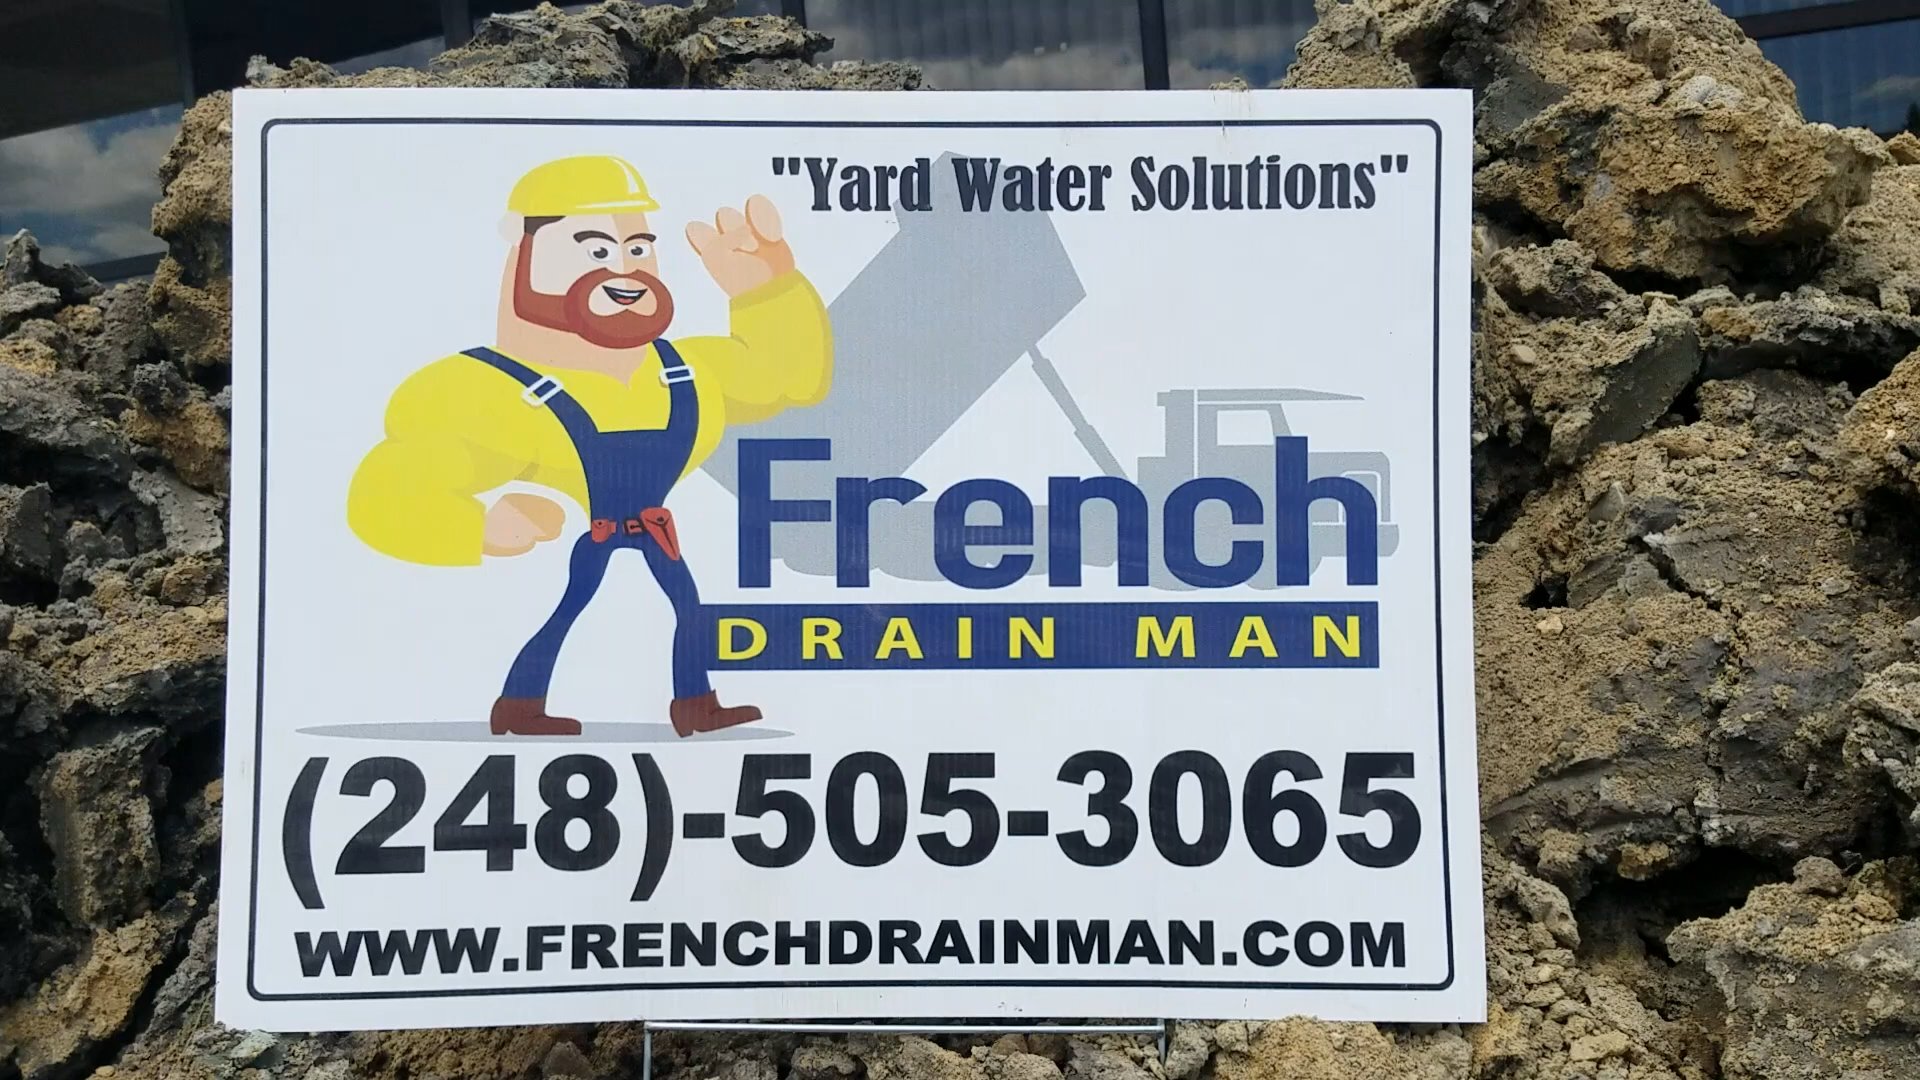 "Yard Water Solutions"
French
DRAIN MAN
(248)-505-3065
WWW.FRENCHDRAINMAN.COM